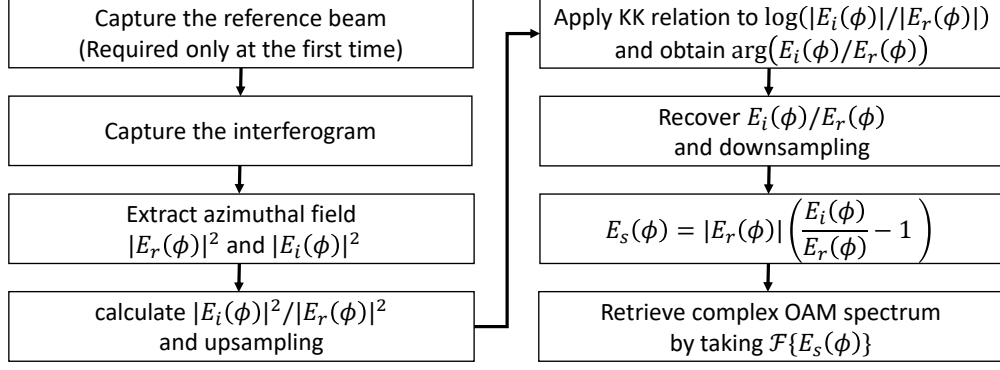 Capture the reference beam
(Required only at the first time)
Capture the interferogram
Extract azimuthal field
|E_r(ϕ)|² and |E_i(ϕ)|²
calculate |E_i(ϕ)|²/|E_r(ϕ)|²
and upsampling
Apply KK relation to log(|E_i(ϕ)|/|E_r(ϕ)|)
and obtain arg(E_i(ϕ)/E_r(ϕ))
Recover E_i(ϕ)/E_r(ϕ)
and downsampling
E_s(ϕ) = |E_r(ϕ)| (E_i(ϕ)/E_r(ϕ) − 1)
Retrieve complex OAM spectrum
by taking ℱ{E_s(ϕ)}